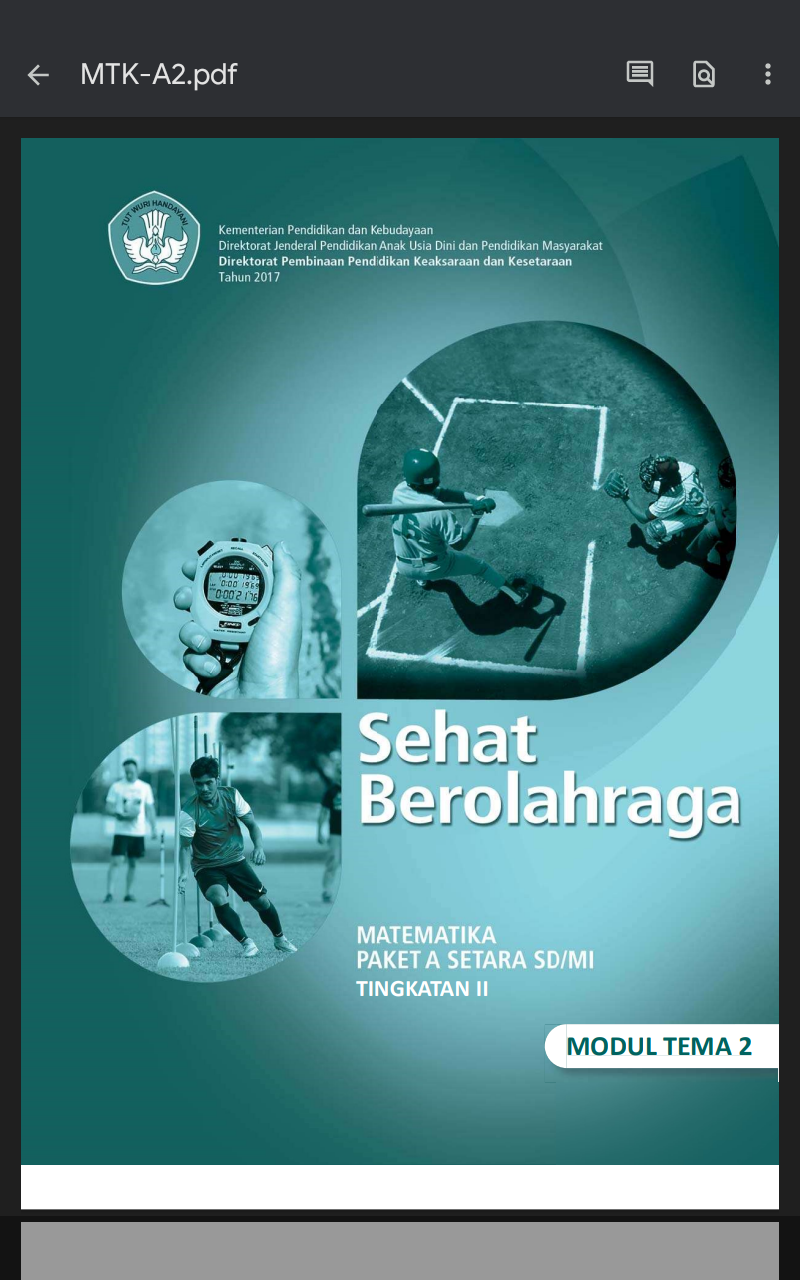 MTK-A2.pdf
TUT WURI HANDAYANI
Kementerian Pendidikan dan Kebudayaan
Direktorat Jenderal Pendidikan Anak Usia Dini dan Pendidikan Masyarakat
Direktorat Pembinaan Pendidikan Keaksaraan dan Kesetaraan
Tahun 2017
Sehat
Berolahraga
MATEMATIKA
PAKET A SETARA SD/MI
TINGKATAN II
MODUL TEMA 2